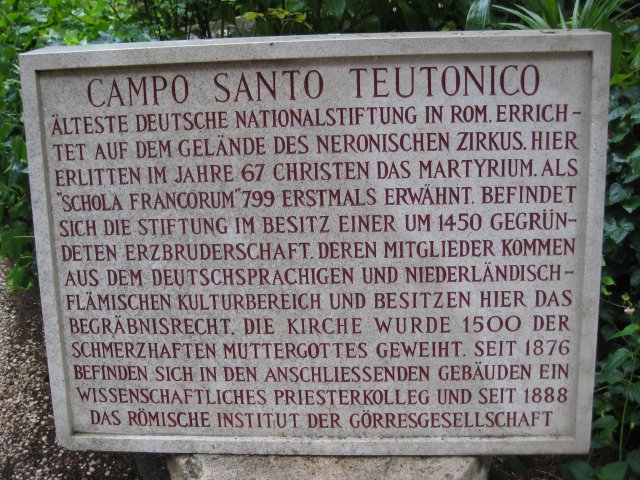 CAMPO SANTO TEUTONICO
ÄLTESTE DEUTSCHE NATIONALSTIFTUNG IN ROM. ERRICH-
TET AUF DEM GELÄNDE DES NERONISCHEN ZIRKUS. HIER
ERLITTEN IM JAHRE 67 CHRISTEN DAS MARTYRIUM. ALS
"SCHOLA FRANCORUM" 799 ERSTMALS ERWÄHNT. BEFINDET
SICH DIE STIFTUNG IM BESITZ EINER UM 1450 GEGRÜN-
DETEN ERZBRUDERSCHAFT. DEREN MITGLIEDER KOMMEN
AUS DEM DEUTSCHSPRACHIGEN UND NIEDERLÄNDISCH-
FLÄMISCHEN KULTURBEREICH UND BESITZEN HIER DAS
BEGRÄBNISRECHT. DIE KIRCHE WURDE 1500 DER
SCHMERZHAFTEN MUTTERGOTTES GEWEIHT. SEIT 1876
BEFINDEN SICH IN DEN ANSCHLIESSENDEN GEBÄUDEN EIN
WISSENSCHAFTLICHES PRIESTERKOLLEG UND SEIT 1888
DAS RÖMISCHE INSTITUT DER GÖRRESGESELLSCHAFT